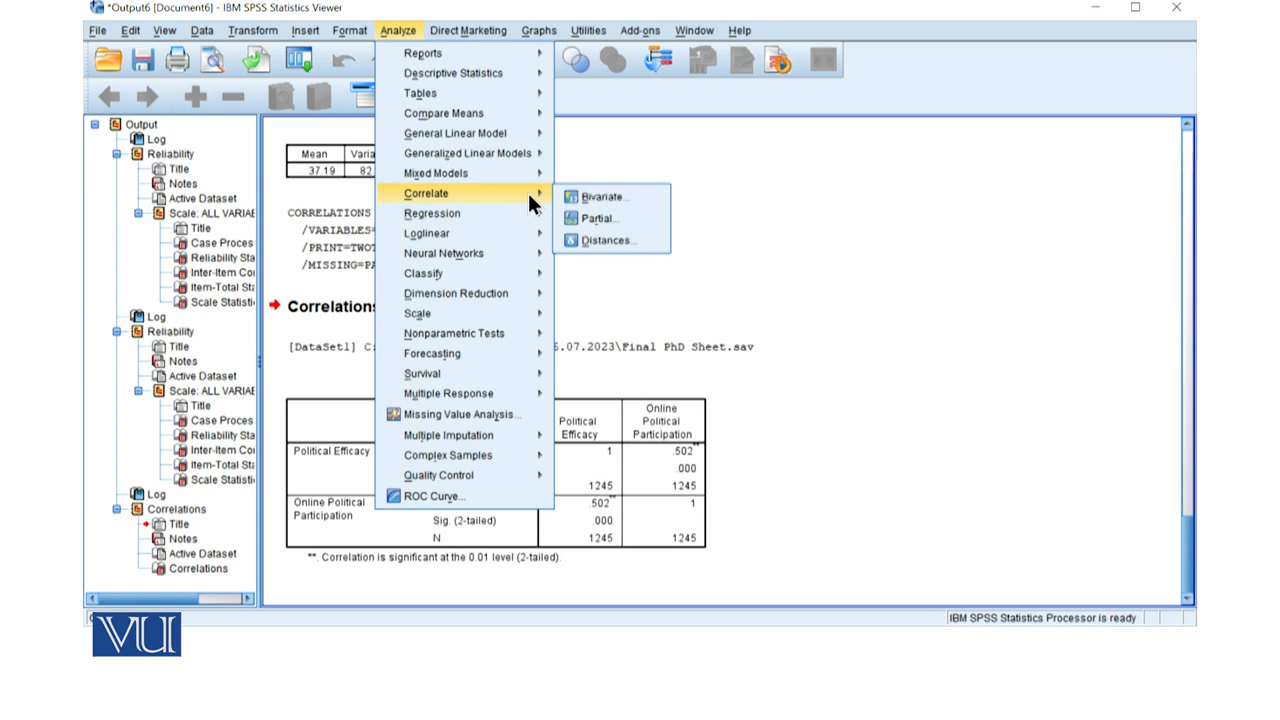 *Output6 [Document6] - IBM SPSS Statistics Viewer
File Edit View Data Transform Insert Format Analyze Direct Marketing Graphs Utilities Add-ons Window Help
Reports
Descriptive Statistics
Tables
Compare Means
General Linear Model
Generalized Linear Models
Mixed Models
Correlate
Regression
Loglinear
Neural Networks
Classify
Dimension Reduction
Scale
Nonparametric Tests
Forecasting
Survival
Multiple Response
Missing Value Analysis...
Multiple Imputation
Complex Samples
Quality Control
ROC Curve...
Bivariate...
Partial...
Distances...
Output
Log
Reliability
Title
Notes
Active Dataset
Scale: ALL VARIAB
Title
Case Proces
Reliability Sta
Inter-Item Co
Item-Total Sta
Scale Statisti
Log
Reliability
Title
Notes
Active Dataset
Scale: ALL VARIAB
Title
Case Proces
Reliability Sta
Inter-Item Co
Item-Total Sta
Scale Statisti
Log
Correlations
Title
Notes
Active Dataset
Correlations
Mean Varia
37.19 82.
CORRELATIONS
/VARIABLES=
/PRINT=TWOT
/MISSING=PA
Correlations
[DataSet1] C: 6.07.2023\Final PhD Sheet.sav
Political Efficacy
Online Political Participation
Political Efficacy 1 .502**
.000
1245 1245
Online Political Participation .502** 1
Sig. (2-tailed) .000
N 1245 1245
**. Correlation is significant at the 0.01 level (2-tailed).
IBM SPSS Statistics Processor is ready
VU